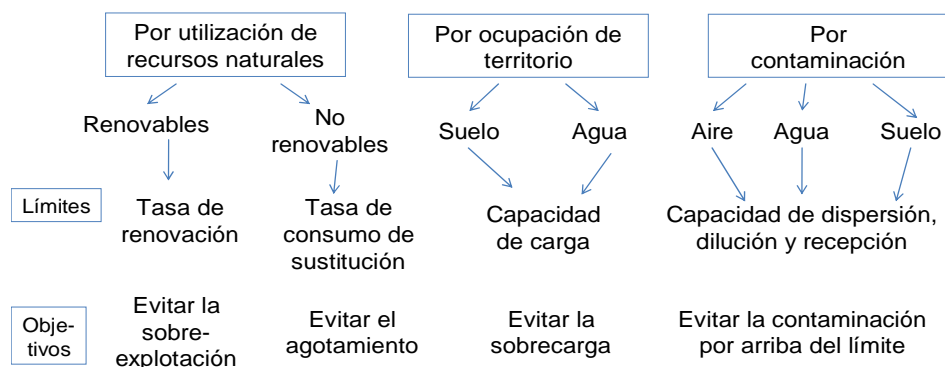 Por utilización de
recursos naturales
Por ocupación de
territorio
Por
contaminación
Renovables
No
renovables
Suelo
Agua
Aire
Agua
Suelo
Límites
Tasa de
renovación
Tasa de
consumo de
sustitución
Capacidad
de carga
Capacidad de dispersión,
dilución y recepción
Obje-
tivos
Evitar la
sobre-
explotación
Evitar el
agotamiento
Evitar la
sobrecarga
Evitar la contaminación
por arriba del límite